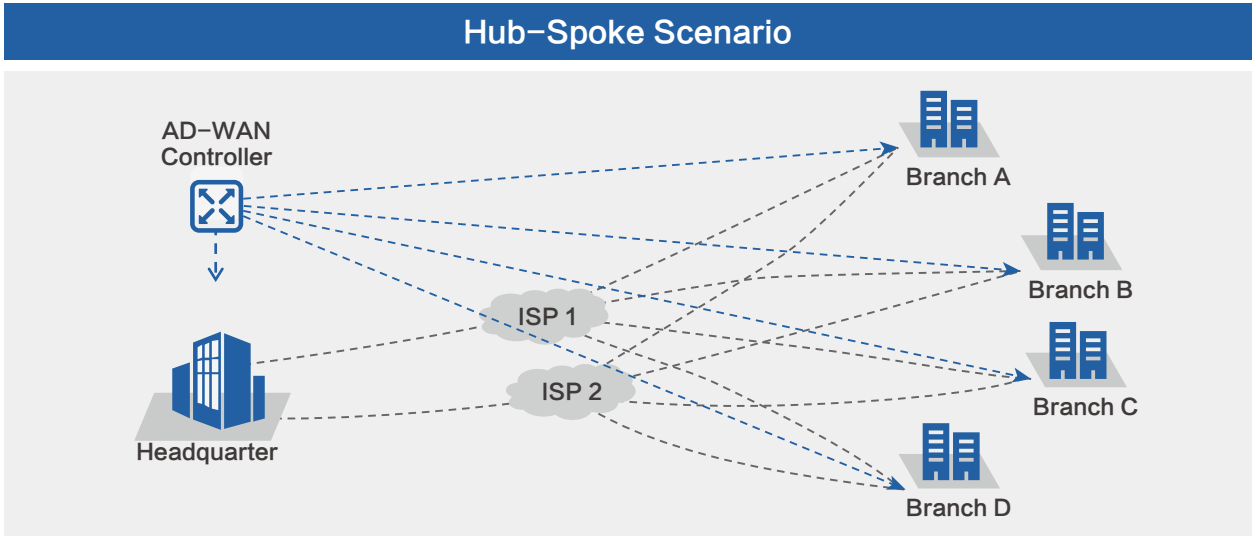 Hub-Spoke Scenario
AD-WAN
Controller
Branch A
Branch B
ISP 1
ISP 2
Branch C
Headquarter
Branch D